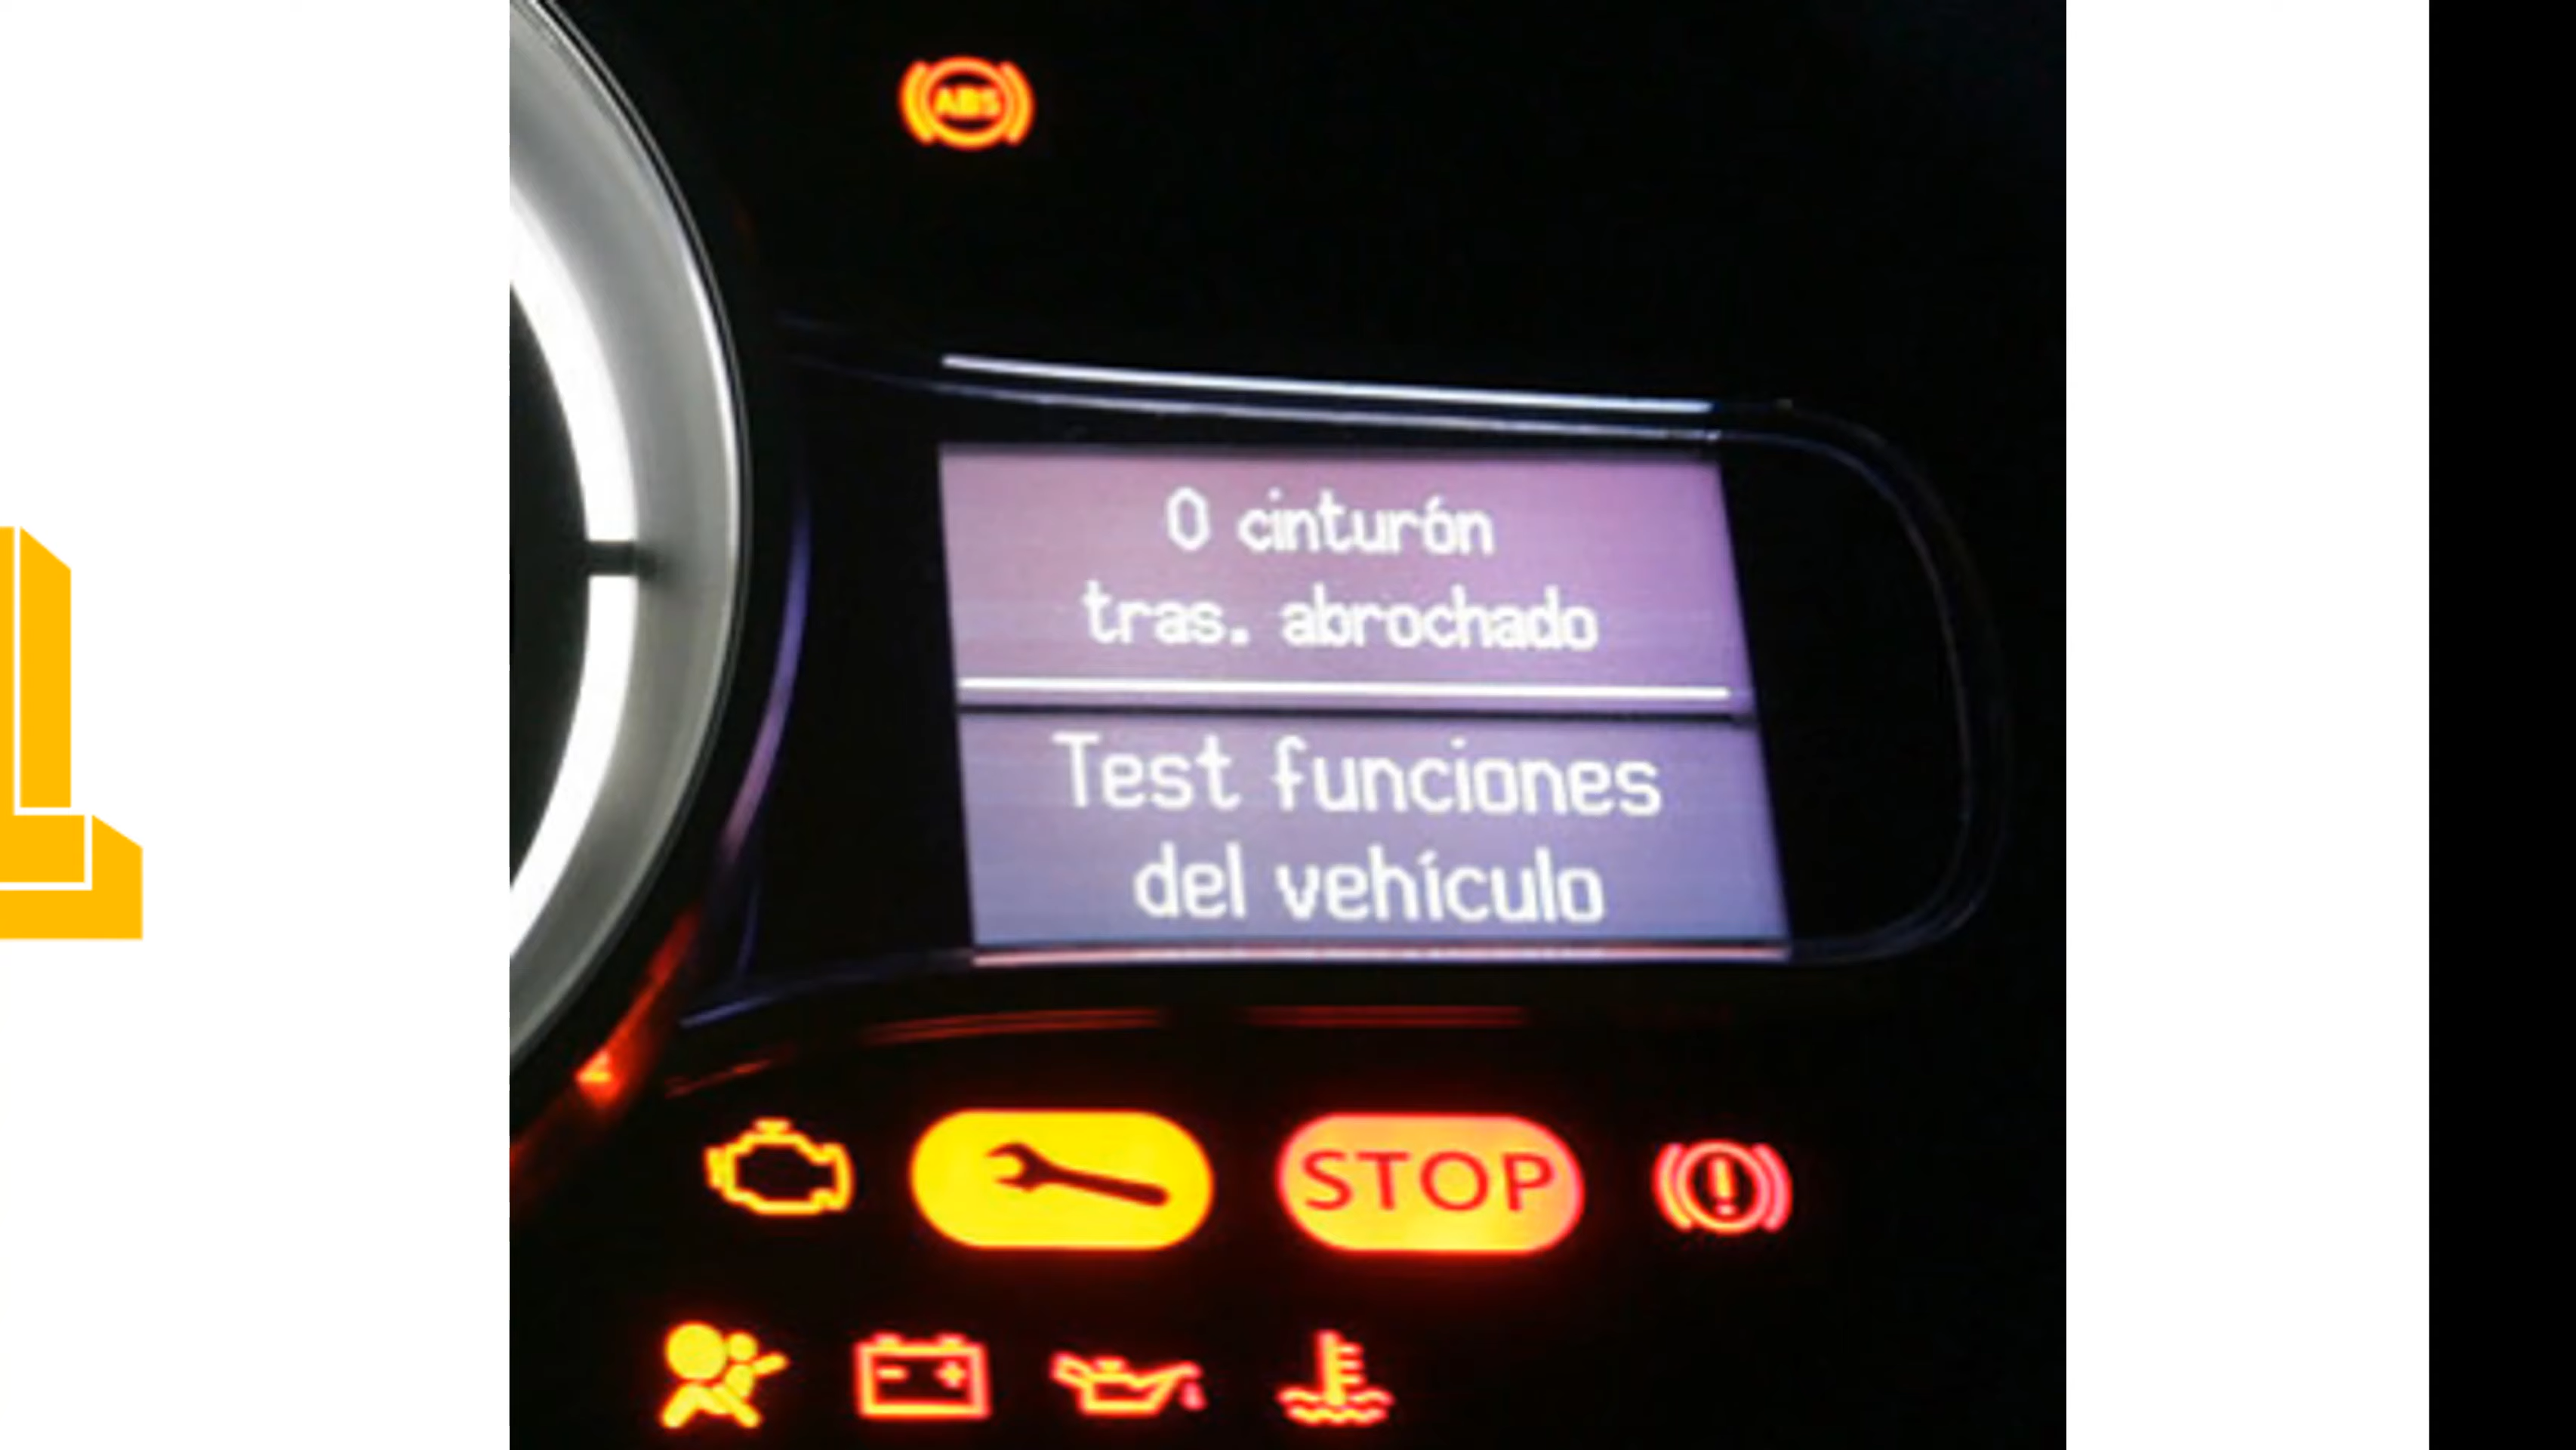 ABS
0 cinturón
tras. abrochado
Test funciones
del vehículo
STOP